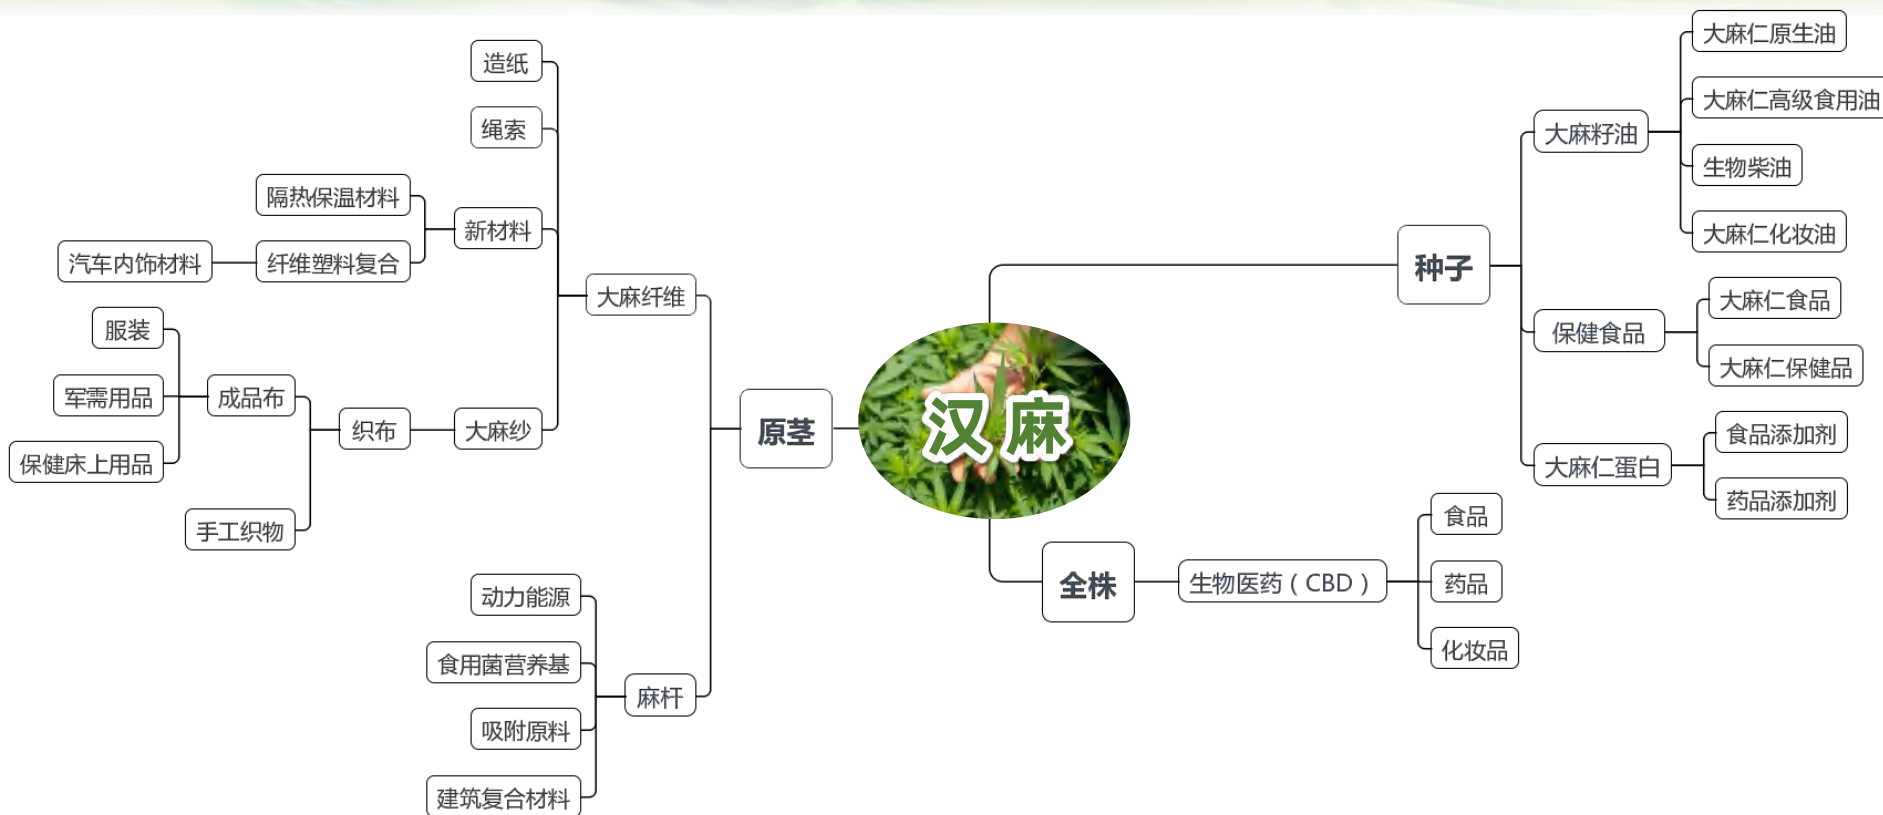 造纸
绳索
隔热保温材料
新材料
汽车内饰材料
纤维塑料复合
大麻纤维
服装
军需用品
成品布
织布
大麻纱
保健床上用品
手工织物
原茎
动力能源
食用菌营养基
麻杆
吸附原料
建筑复合材料
汉麻
种子
大麻籽油
大麻仁原生油
大麻仁高级食用油
生物柴油
大麻仁化妆油
保健食品
大麻仁食品
大麻仁保健品
大麻仁蛋白
食品添加剂
药品添加剂
全株
生物医药（CBD）
食品
药品
化妆品